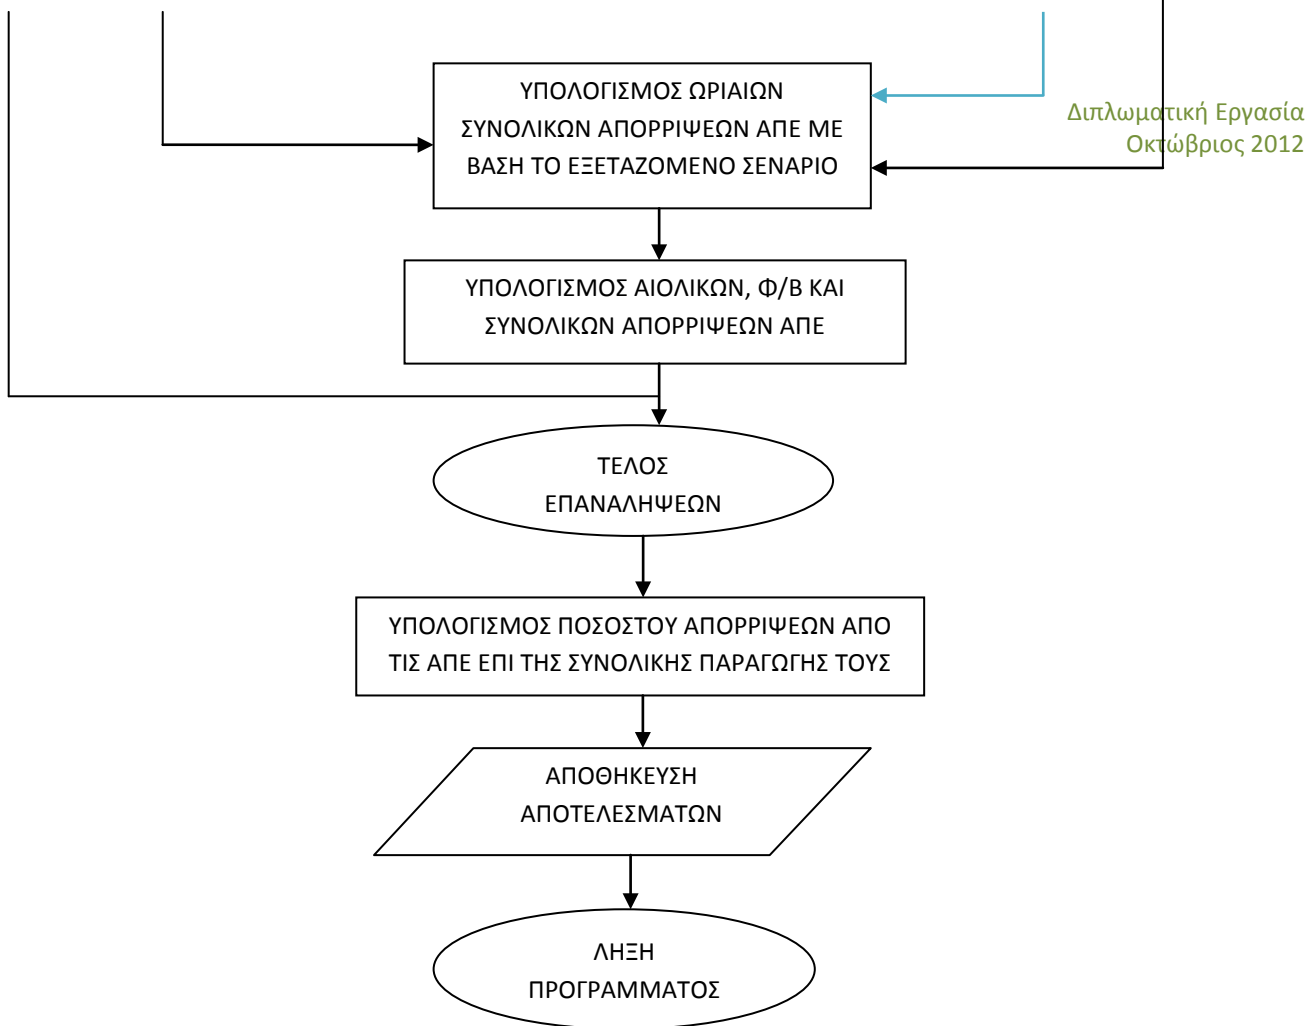 ΥΠΟΛΟΓΙΣΜΟΣ ΩΡΙΑΙΩΝ
ΣΥΝΟΛΙΚΩΝ ΑΠΟΡΡΙΨΕΩΝ ΑΠΕ ΜΕ
ΒΑΣΗ ΤΟ ΕΞΕΤΑΖΟΜΕΝΟ ΣΕΝΑΡΙΟ
Διπλωματική Εργασία
Οκτώβριος 2012
ΥΠΟΛΟΓΙΣΜΟΣ ΑΙΟΛΙΚΩΝ, Φ/Β ΚΑΙ
ΣΥΝΟΛΙΚΩΝ ΑΠΟΡΡΙΨΕΩΝ ΑΠΕ
ΤΕΛΟΣ
ΕΠΑΝΑΛΗΨΕΩΝ
ΥΠΟΛΟΓΙΣΜΟΣ ΠΟΣΟΣΤΟΥ ΑΠΟΡΡΙΨΕΩΝ ΑΠΟ
ΤΙΣ ΑΠΕ ΕΠΙ ΤΗΣ ΣΥΝΟΛΙΚΗΣ ΠΑΡΑΓΩΓΗΣ ΤΟΥΣ
ΑΠΟΘΗΚΕΥΣΗ
ΑΠΟΤΕΛΕΣΜΑΤΩΝ
ΛΗΞΗ
ΠΡΟΓΡΑΜΜΑΤΟΣ